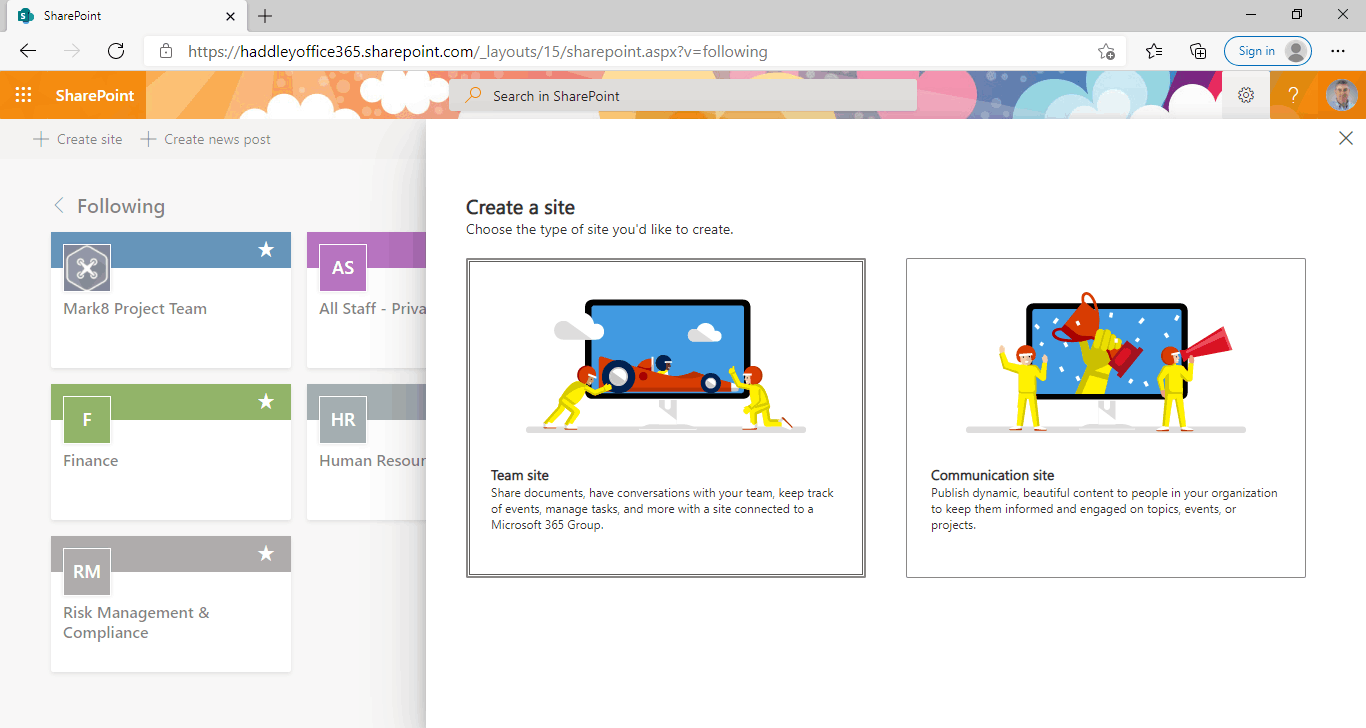 SharePoint
https://haddleyoffice365.sharepoint.com/_layouts/15/sharepoint.aspx?v=following
Sign in
SharePoint
Search in SharePoint
?
Create site
Create news post
Following
Mark8 Project Team
AS
All Staff - Priva
F
Finance
HR
Human Resour
RM
Risk Management &
Compliance
Create a site
Choose the type of site you'd like to create.
Team site
Share documents, have conversations with your team, keep track
of events, manage tasks, and more with a site connected to a
Microsoft 365 Group.
Communication site
Publish dynamic, beautiful content to people in your organization
to keep them informed and engaged on topics, events, or
projects.